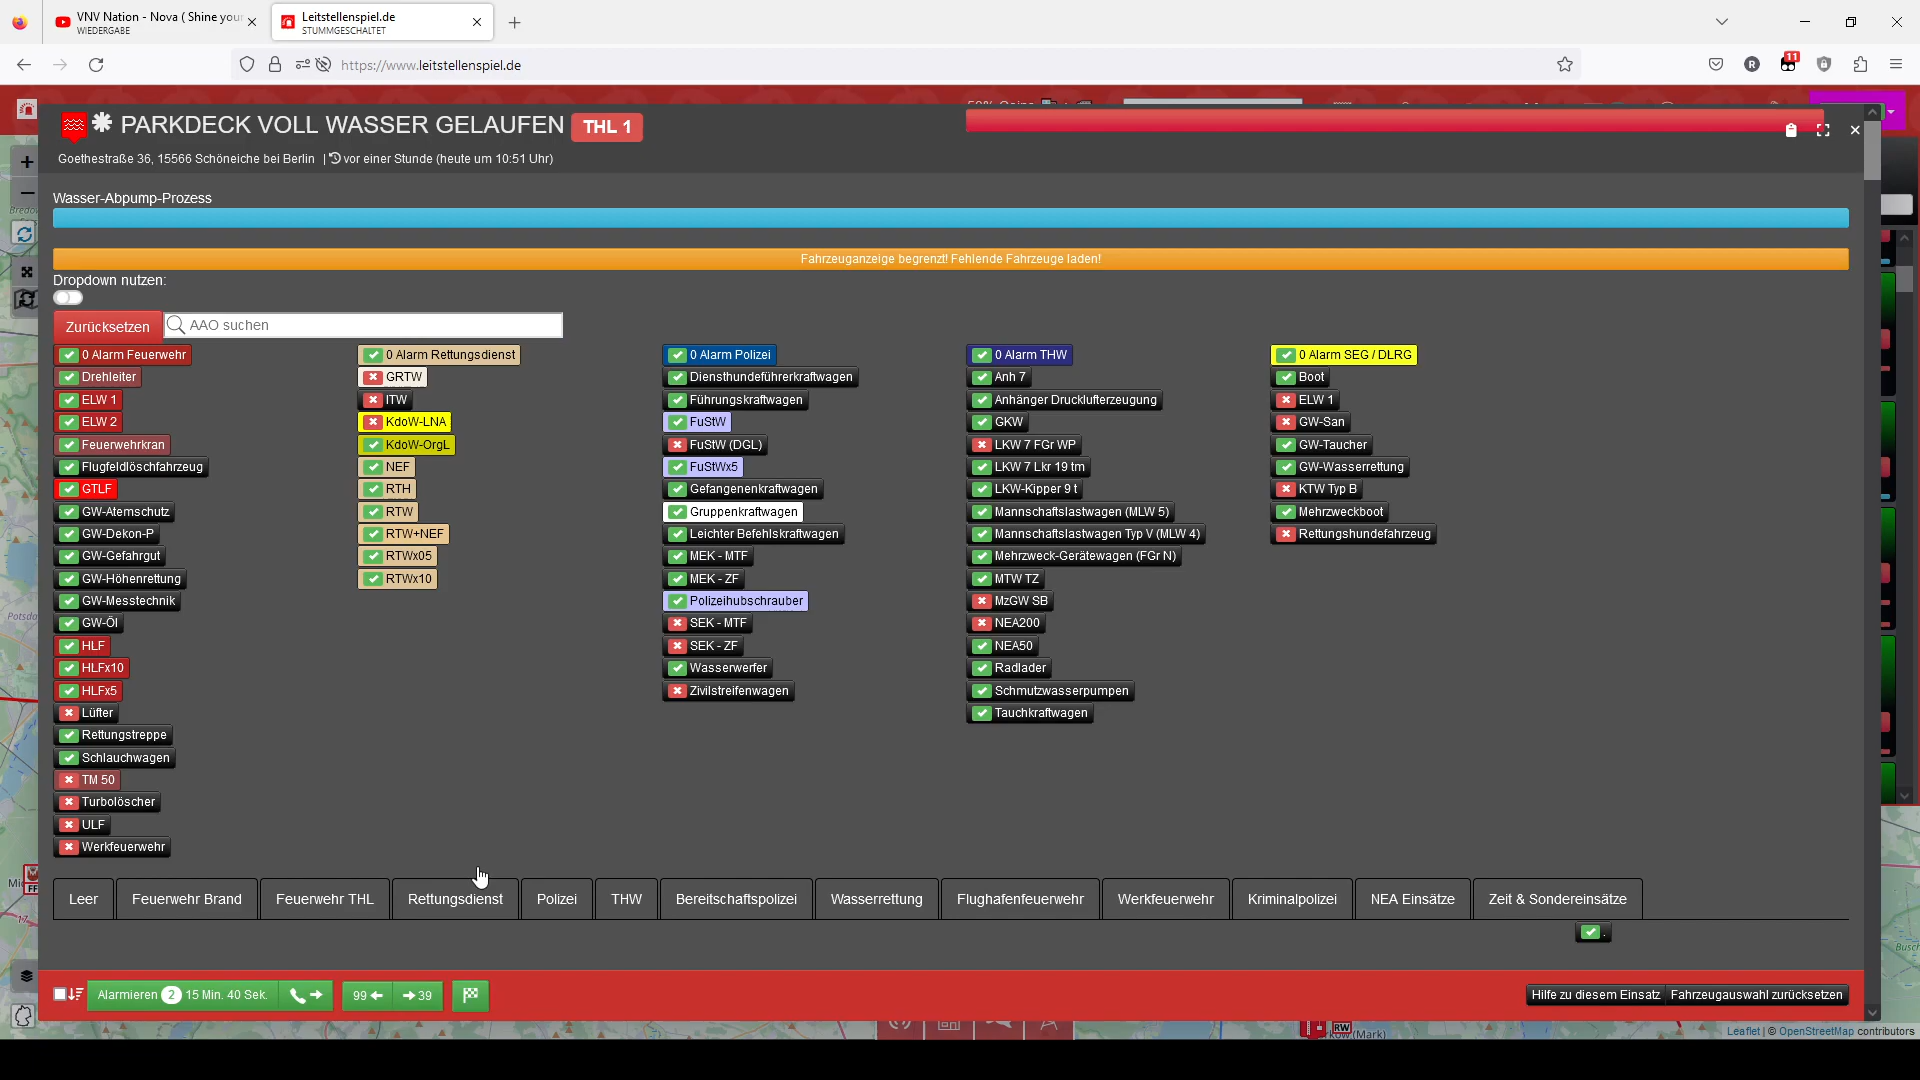 VNV Nation - Nova ( Shine your
WIEDERGABE
Leitstellenspiel.de
STUMMGESCHALTET
https://www.leitstellenspiel.de
R
11
PARKDECK VOLL WASSER GELAUFEN THL 1
Goethestraße 36, 15566 Schöneiche bei Berlin | vor einer Stunde (heute um 10:51 Uhr)
Wasser-Abpump-Prozess
Fahrzeuganzeige begrenzt! Fehlende Fahrzeuge laden!
Dropdown nutzen:
Zurücksetzen
AAO suchen
0 Alarm Feuerwehr
Drehleiter
ELW 1
ELW 2
Feuerwehrkran
Flugfeldlöschfahrzeug
GTLF
GW-Atemschutz
GW-Dekon-P
GW-Gefahrgut
GW-Höhenrettung
GW-Messtechnik
GW-Öl
HLF
HLFx10
HLFx5
Lüfter
Rettungstreppe
Schlauchwagen
TM 50
Turbolöscher
ULF
Werkfeuerwehr
0 Alarm Rettungsdienst
GRTW
ITW
KdoW-LNA
KdoW-OrgL
NEF
RTH
RTW
RTW+NEF
RTWx05
RTWx10
0 Alarm Polizei
Diensthundeführerkraftwagen
Führungskraftwagen
FuStW
FuStW (DGL)
FuStWx5
Gefangenenkraftwagen
Gruppenkraftwagen
Leichter Befehlskraftwagen
MEK - MTF
MEK - ZF
Polizeihubschrauber
SEK - MTF
SEK - ZF
Wasserwerfer
Zivilstreifenwagen
0 Alarm THW
Anh 7
Anhänger Drucklufterzeugung
GKW
LKW 7 FGr WP
LKW 7 Lkr 19 tm
LKW-Kipper 9 t
Mannschaftslastwagen (MLW 5)
Mannschaftslastwagen Typ V (MLW 4)
Mehrzweck-Gerätewagen (FGr N)
MTW TZ
MzGW SB
NEA200
NEA50
Radlader
Schmutzwasserpumpen
Tauchkraftwagen
0 Alarm SEG / DLRG
Boot
ELW 1
GW-San
GW-Taucher
GW-Wasserrettung
KTW Typ B
Mehrzweckboot
Rettungshundefahrzeug
Leer Feuerwehr Brand Feuerwehr THL Rettungsdienst Polizei THW Bereitschaftspolizei Wasserrettung Flughafenfeuerwehr Werkfeuerwehr Kriminalpolizei NEA Einsätze Zeit & Sondereinsätze
.
Alarmieren 2 15 Min. 40 Sek. 99 39 Hilfe zu diesem Einsatz Fahrzeugauswahl zurücksetzen
RW
Leaflet | © OpenStreetMap contributors